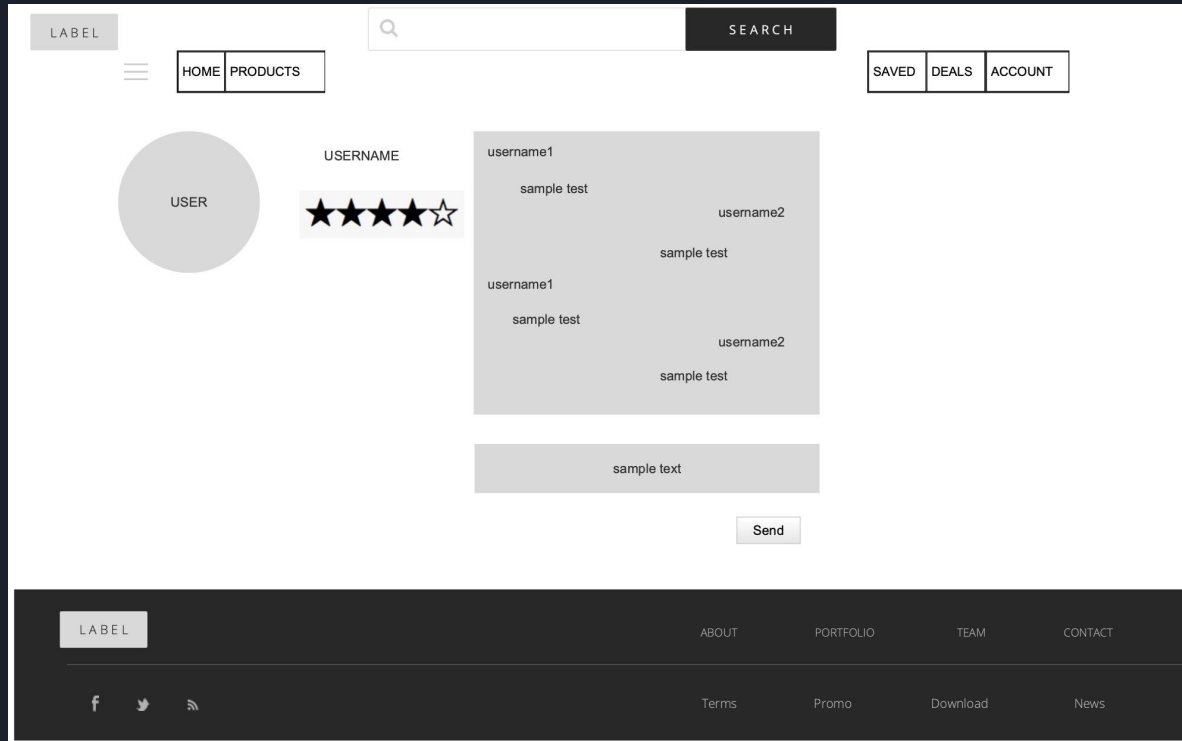 LABEL
SEARCH
HOME PRODUCTS
SAVED DEALS ACCOUNT
USER
USERNAME
username1
sample test
username2
sample test
username1
sample test
username2
sample test
sample text
Send
LABEL
ABOUT PORTFOLIO TEAM CONTACT
f
Terms Promo Download News